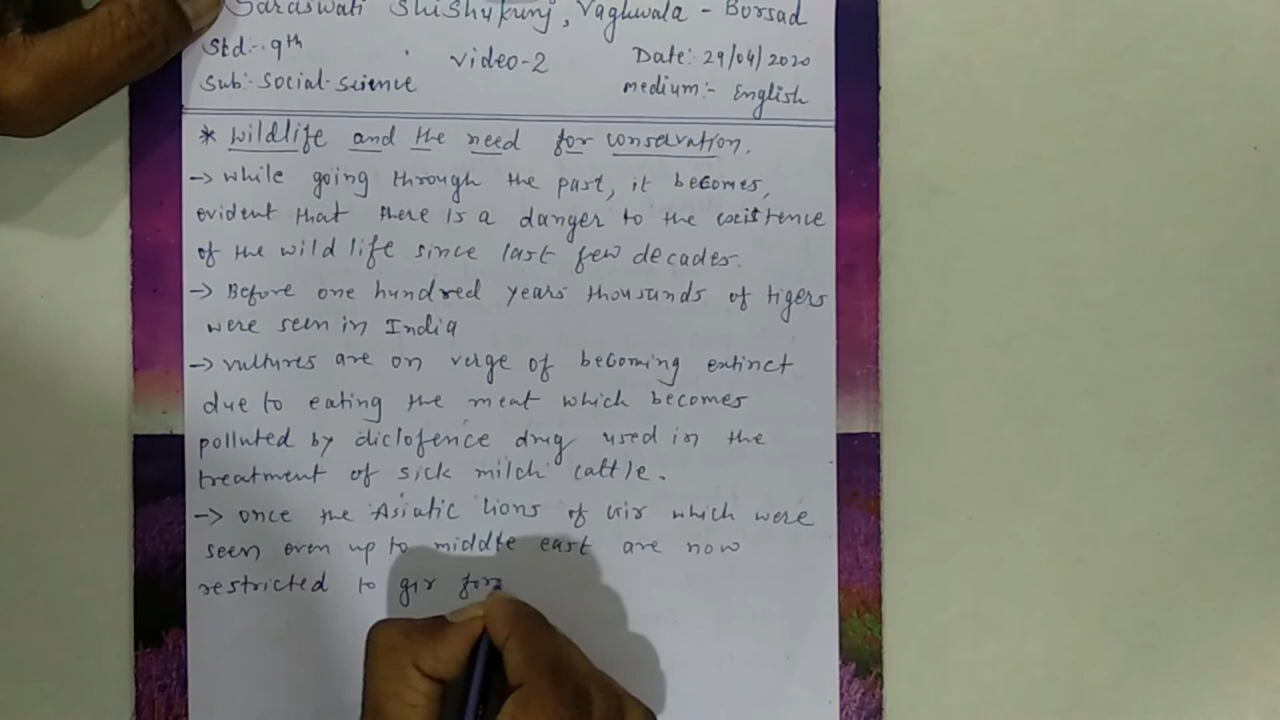 Saraswati Shishukunj, Vaghwala - Borsad
Std:- 9th
video-2
Date: 29/04/2020
Sub:- Social-science
medium:- English
* Wildlife and the need for conservation.
-> while going through the past, it becomes,
evident that there is a danger to the existence
of the wild life since last few decades.
-> Before one hundred years thousands of tigers
were seen in India
-> vultures are on verge of becoming extinct
due to eating the meat which becomes
polluted by diclofence drug used in the
treatment of sick milch cattle.
-> once the Asiatic lions of Gir which were
seen even up to middle east are now
restricted to gir fore